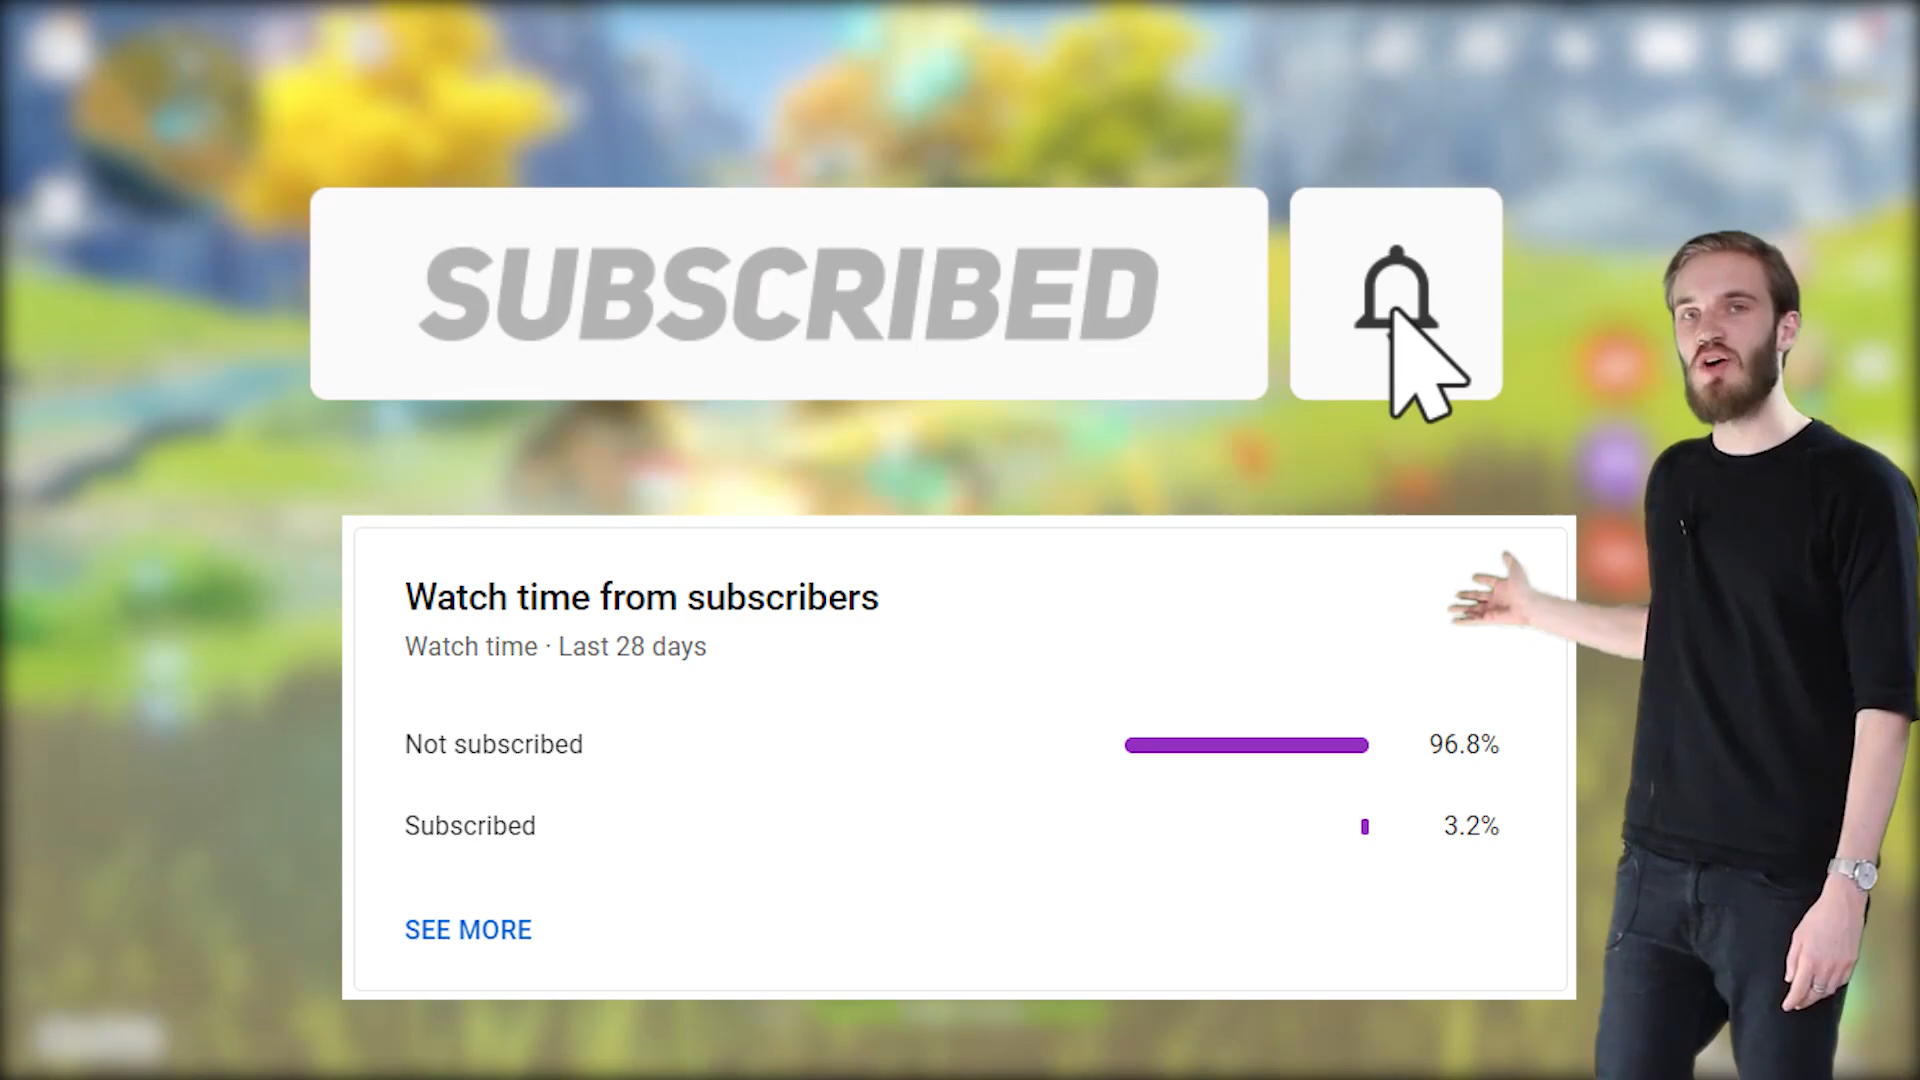 SUBSCRIBED
Watch time from subscribers
Watch time · Last 28 days
Not subscribed 96.8%
Subscribed 3.2%
SEE MORE